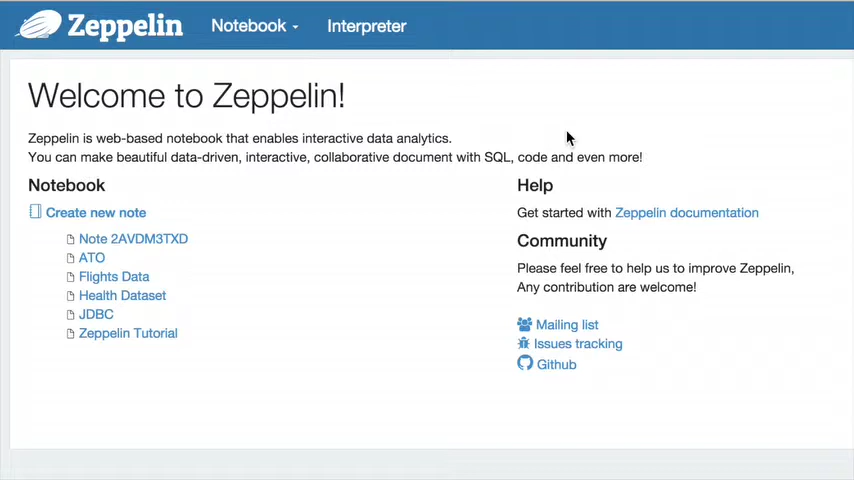 Zeppelin
Notebook
Interpreter
Welcome to Zeppelin!
Zeppelin is web-based notebook that enables interactive data analytics.
You can make beautiful data-driven, interactive, collaborative document with SQL, code and even more!
Notebook
Create new note
Note 2AVDM3TXD
ATO
Flights Data
Health Dataset
JDBC
Zeppelin Tutorial
Help
Get started with Zeppelin documentation
Community
Please feel free to help us to improve Zeppelin,
Any contribution are welcome!
Mailing list
Issues tracking
Github